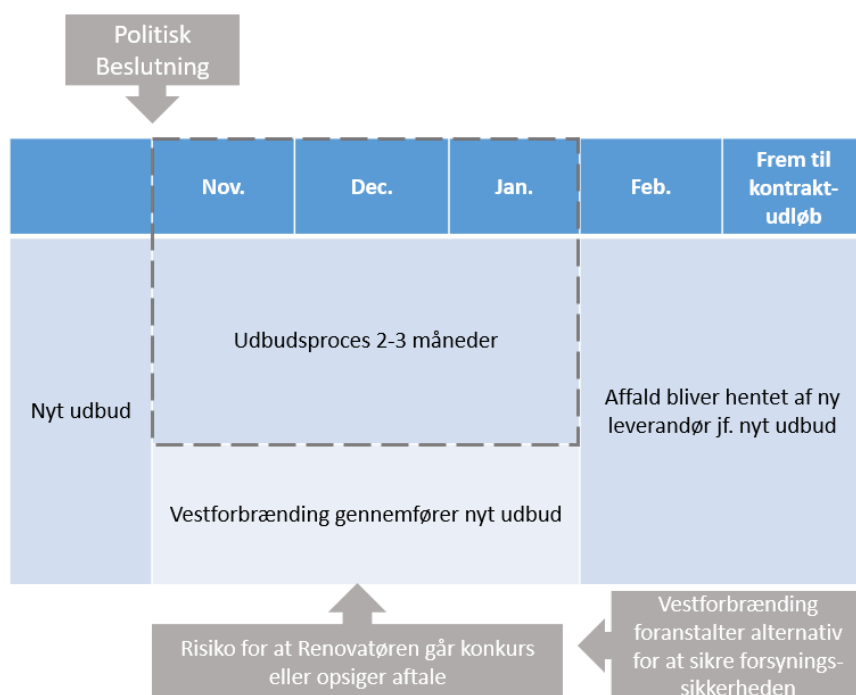 Politisk
Beslutning
Nov.
Dec.
Jan.
Feb.
Frem til
kontrakt-
udløb
Nyt udbud
Udbudsproces 2-3 måneder
Affald bliver hentet af ny
leverandør jf. nyt udbud
Vestforbrænding gennemfører nyt udbud
Risiko for at Renovatøren går konkurs
eller opsiger aftale
Vestforbrænding
foranstalter alternativ
for at sikre forsynings-
sikkerheden